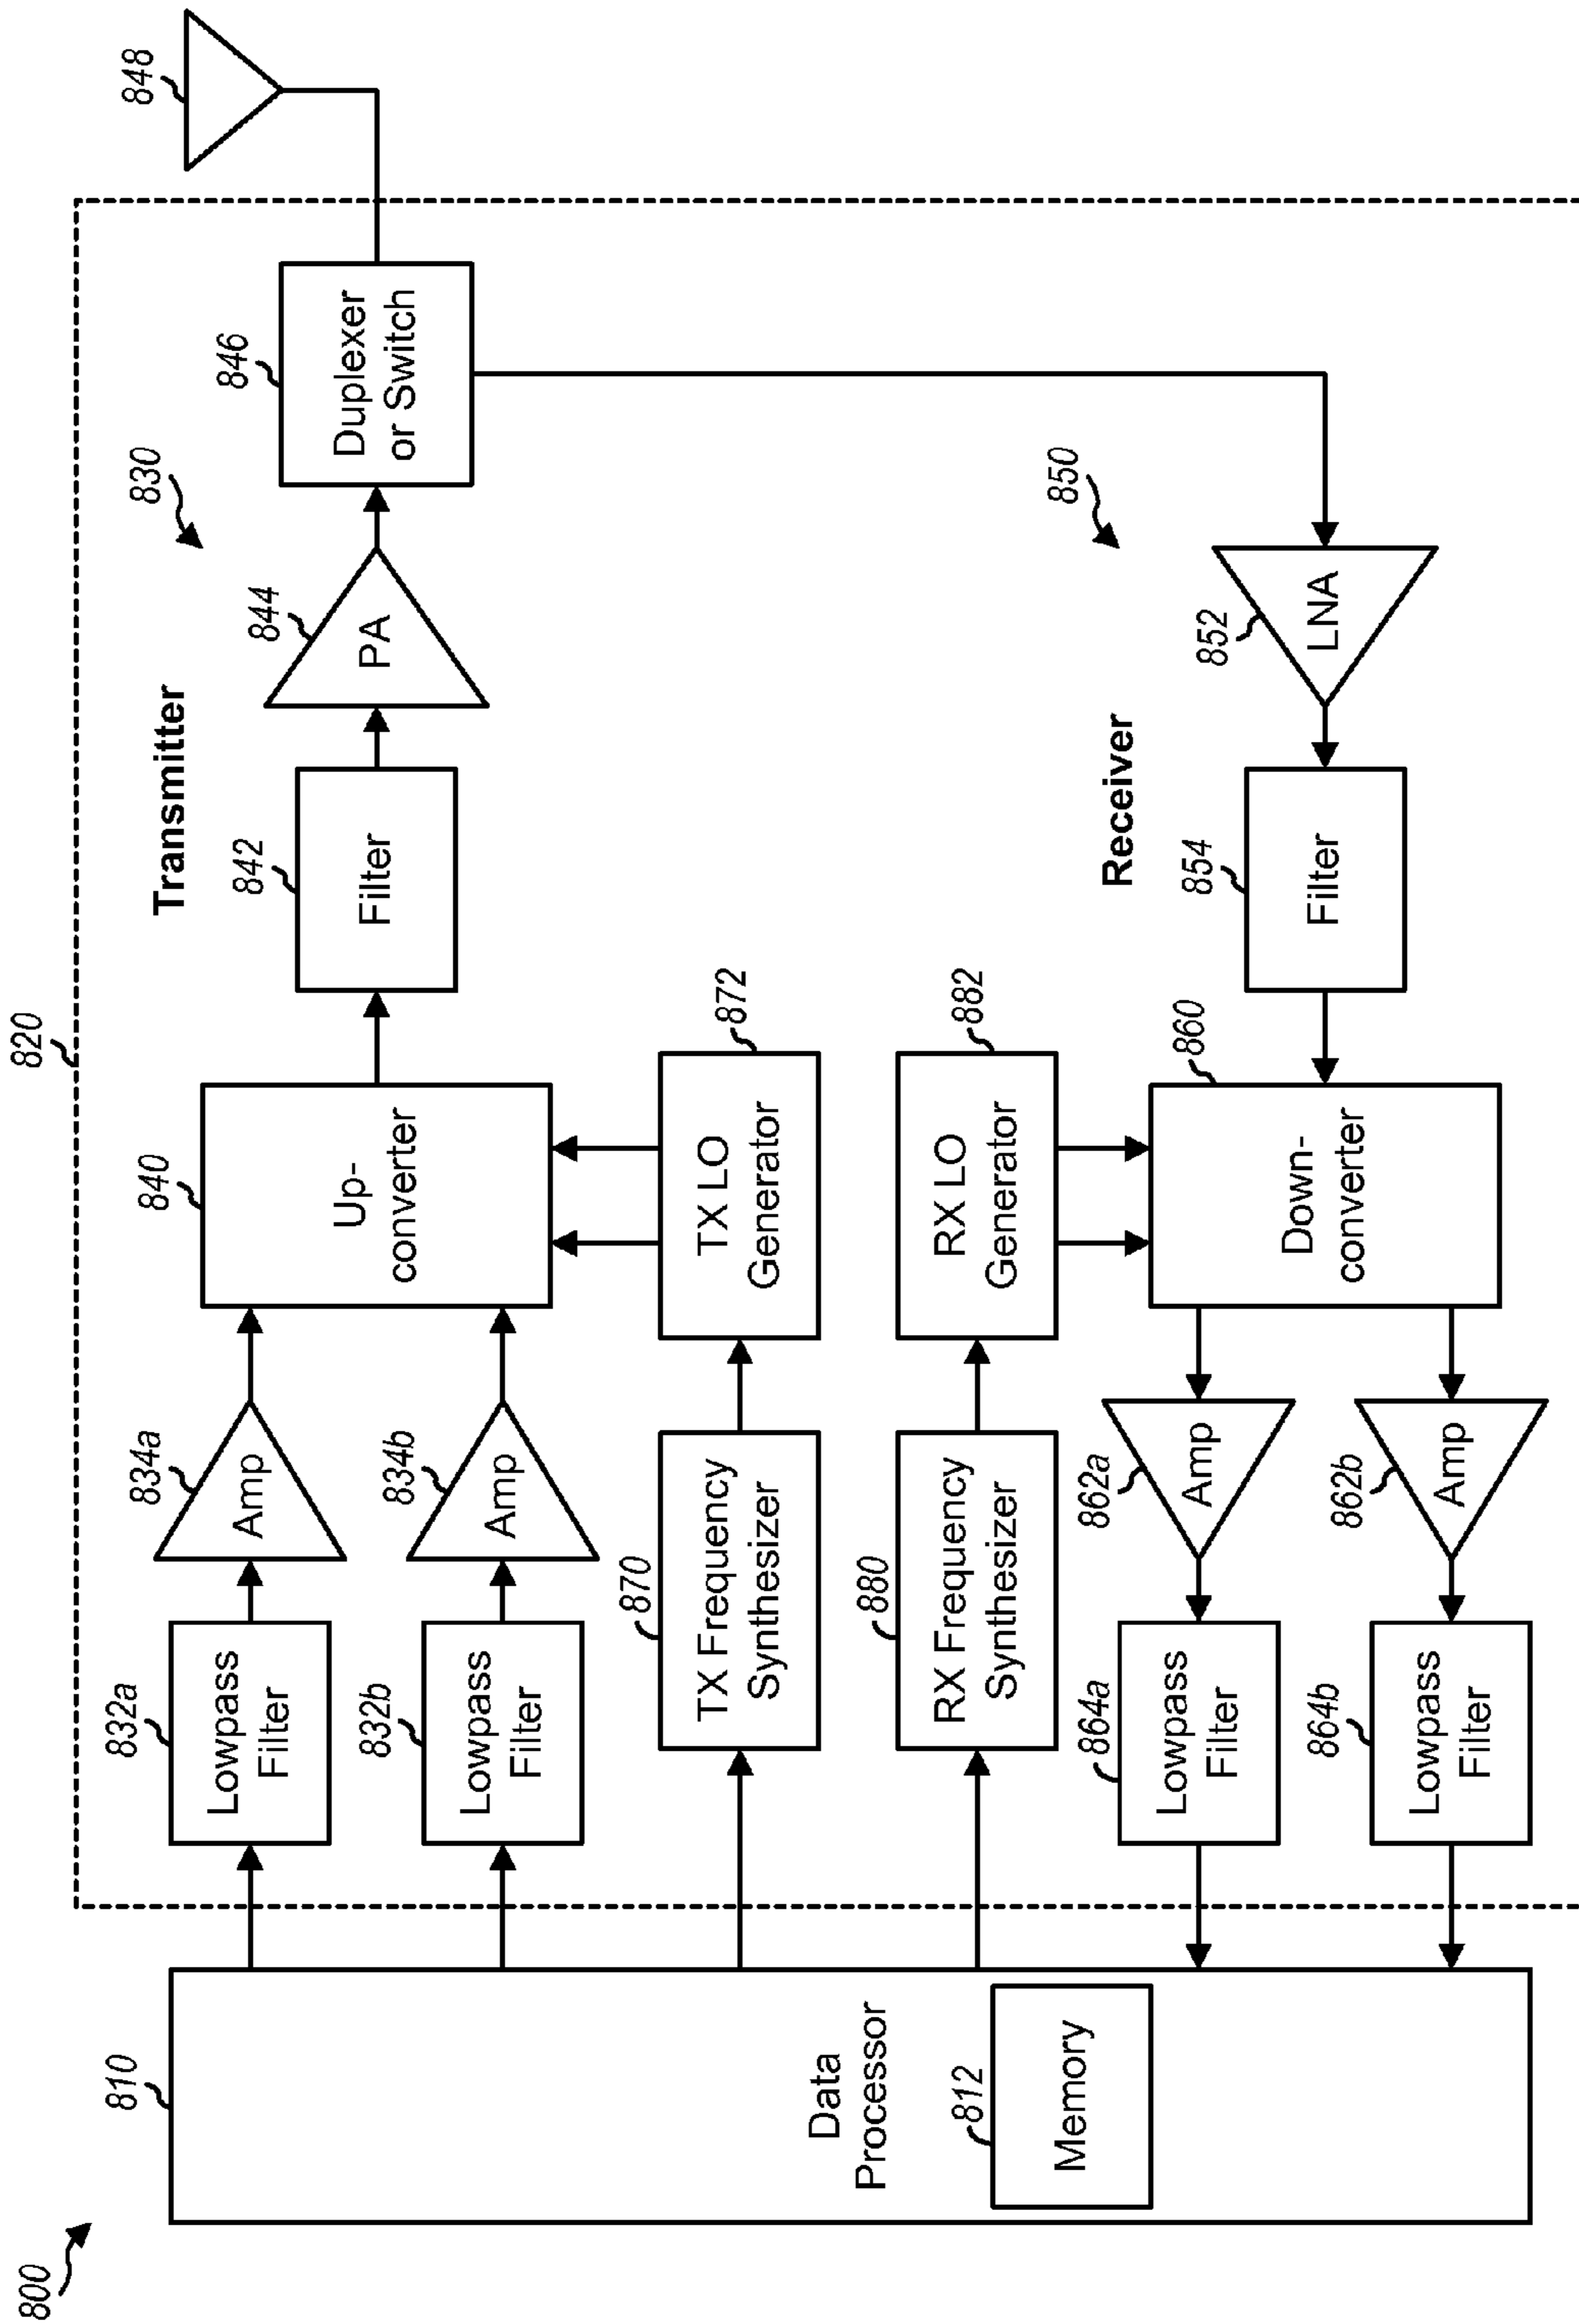 800
810
Data
Processor
812
Memory
820
Transmitter
830
832a
Lowpass
Filter
834a
Amp
832b
Lowpass
Filter
834b
Amp
840
Up-
converter
842
Filter
844
PA
846
Duplexer
or Switch
848
870
TX Frequency
Synthesizer
872
TX LO
Generator
880
RX Frequency
Synthesizer
882
RX LO
Generator
Receiver
850
852
LNA
854
Filter
860
Down-
converter
862a
Amp
864a
Lowpass
Filter
862b
Amp
864b
Lowpass
Filter